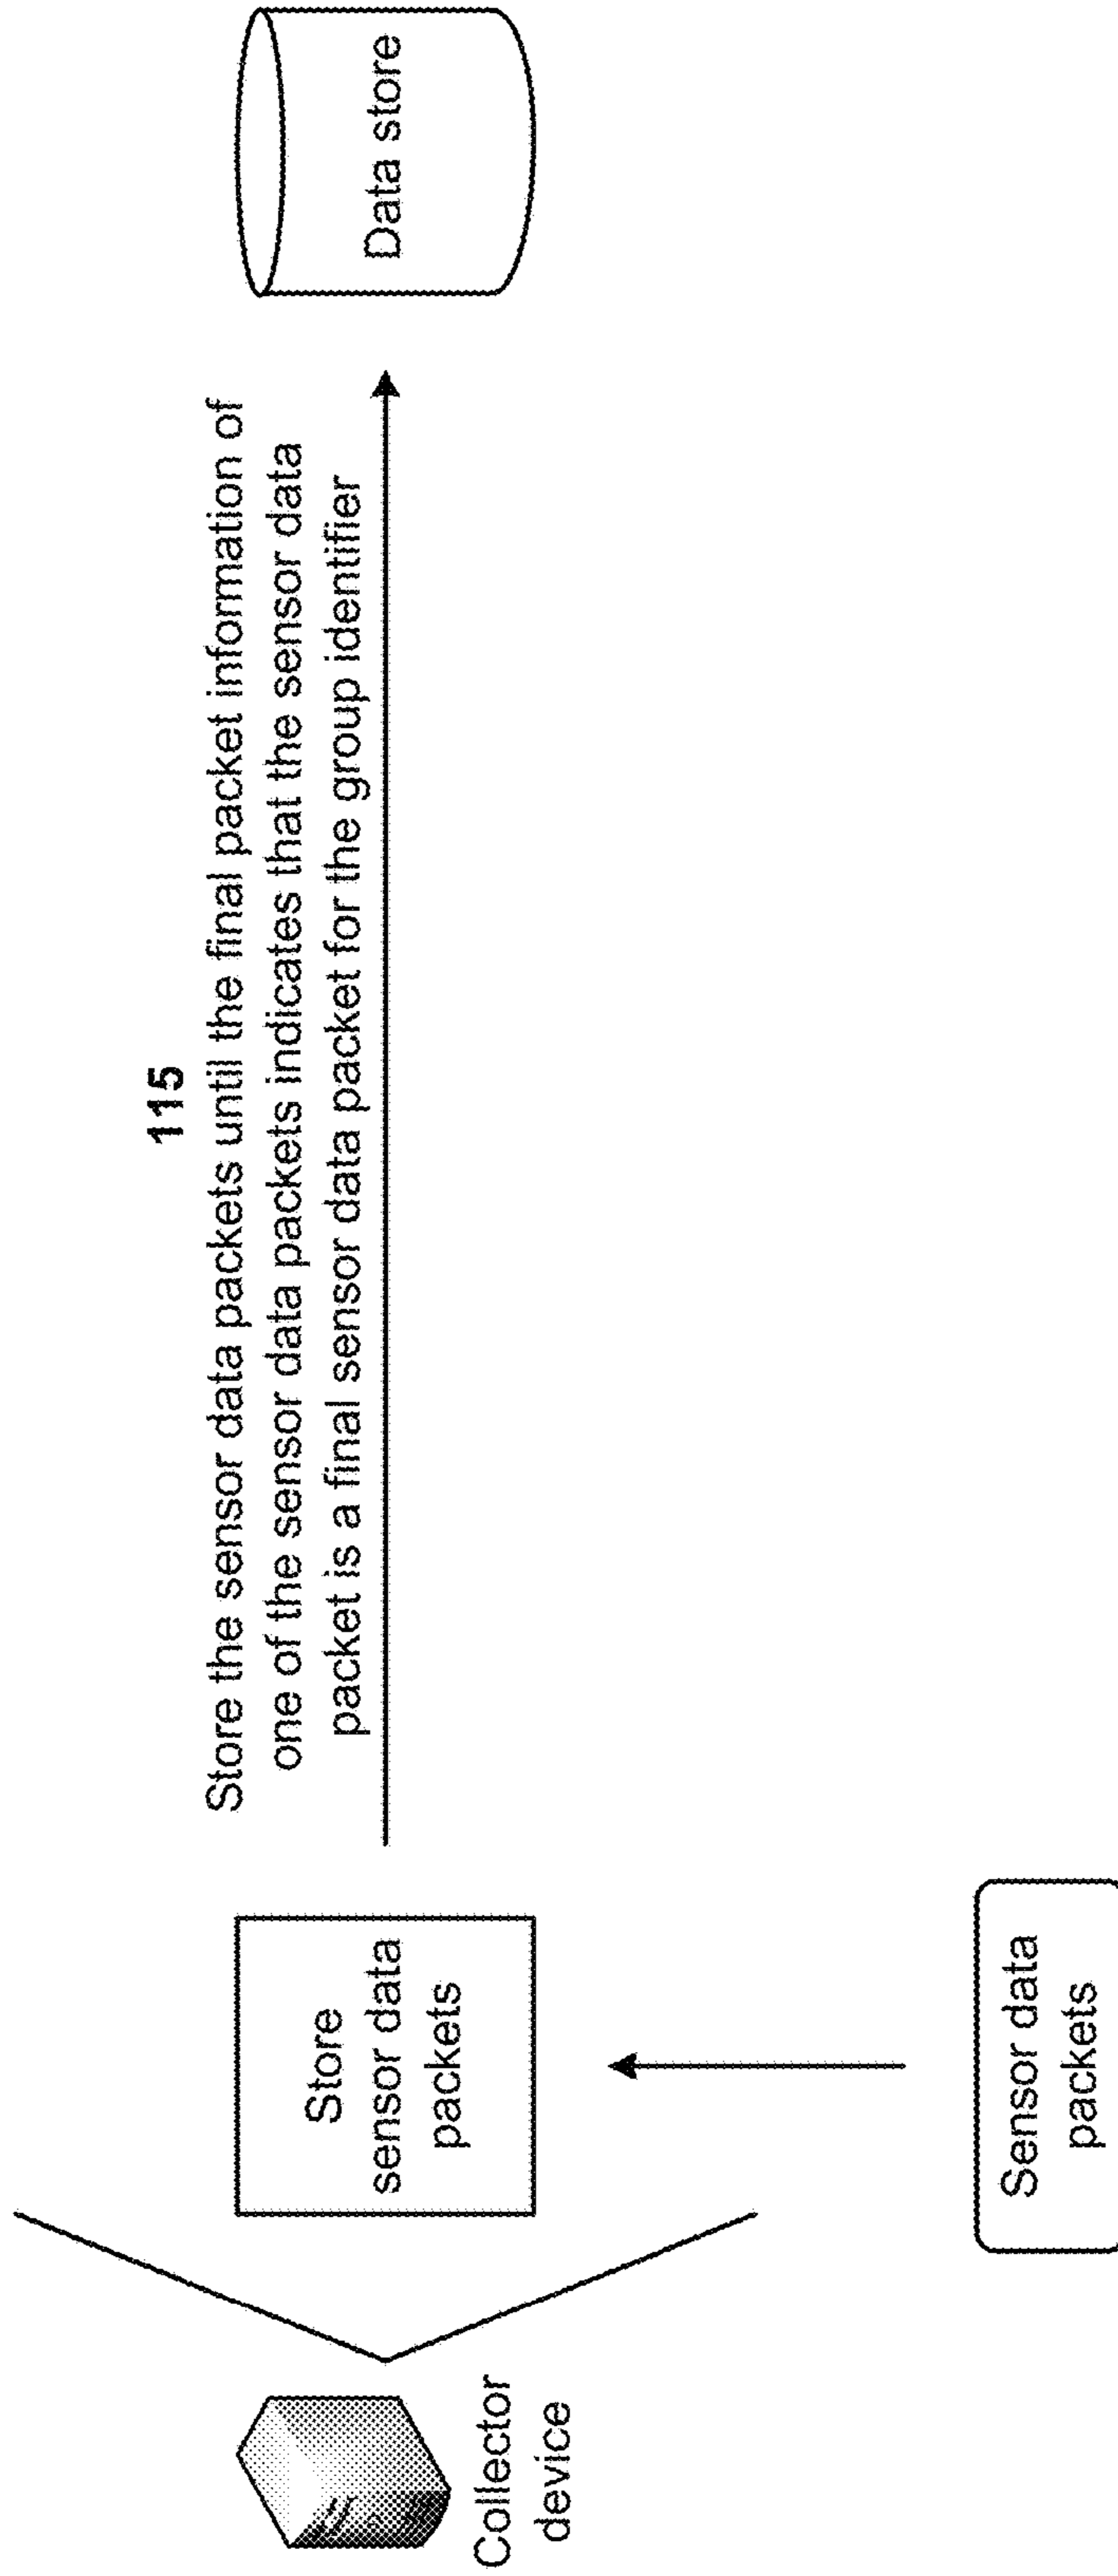 115
Store the sensor data packets until the final packet information of
one of the sensor data packets indicates that the sensor data
packet is a final sensor data packet for the group identifier
Collector
device
Store
sensor data
packets
Data store
Sensor data
packets